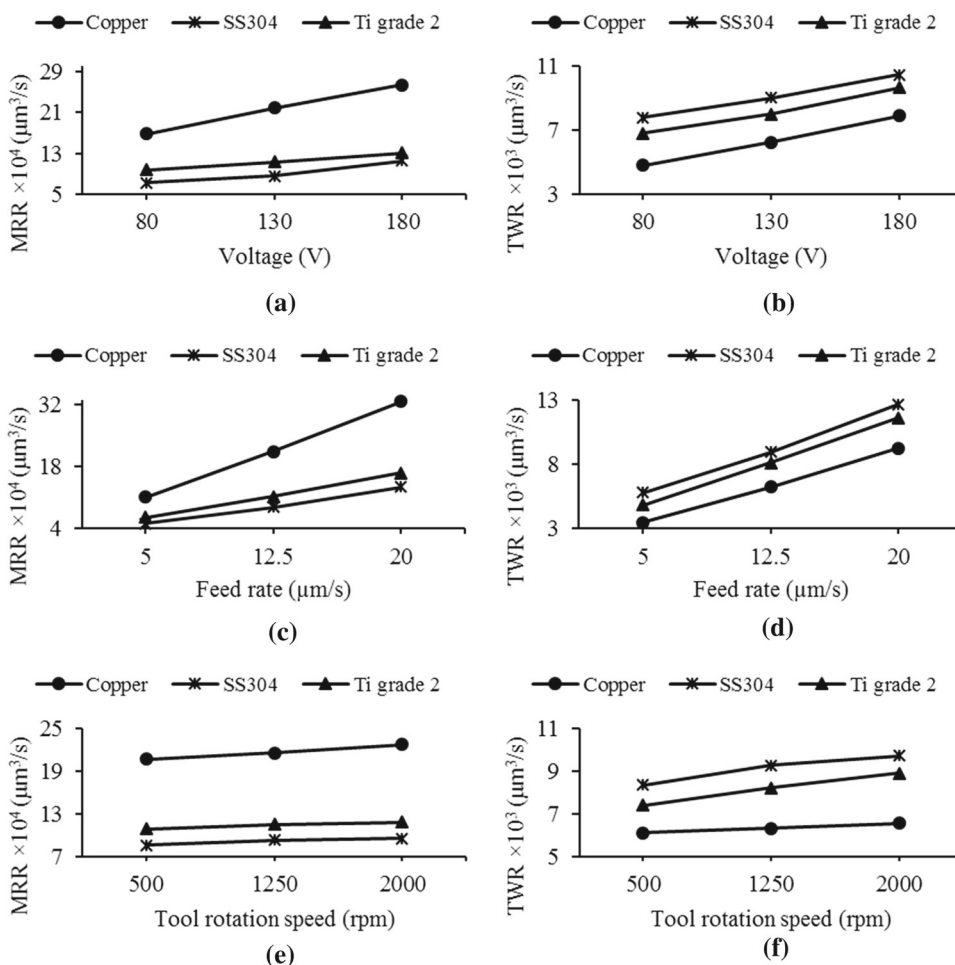 Copper SS304 Ti grade 2
MRR ×10⁴ (µm³/s)
29
21
13
5
80 130 180
Voltage (V)
(a)
Copper SS304 Ti grade 2
TWR ×10³ (µm³/s)
11
7
3
80 130 180
Voltage (V)
(b)
Copper SS304 Ti grade 2
MRR ×10⁴ (µm³/s)
32
18
4
5 12.5 20
Feed rate (µm/s)
(c)
Copper SS304 Ti grade 2
TWR ×10³ (µm³/s)
13
8
3
5 12.5 20
Feed rate (µm/s)
(d)
Copper SS304 Ti grade 2
MRR ×10⁴ (µm³/s)
25
19
13
7
500 1250 2000
Tool rotation speed (rpm)
(e)
Copper SS304 Ti grade 2
TWR ×10³ (µm³/s)
11
9
7
5
500 1250 2000
Tool rotation speed (rpm)
(f)